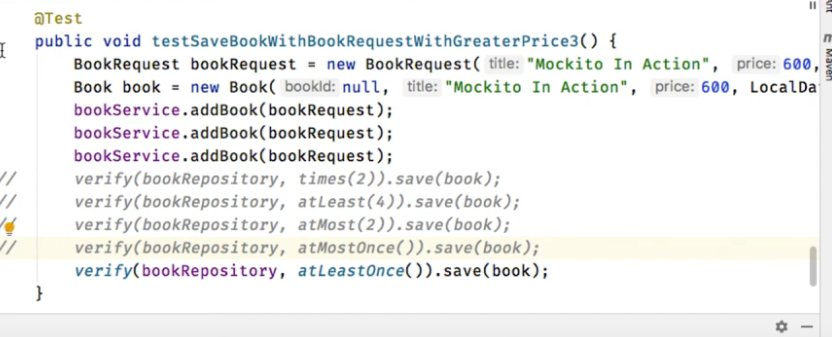 @Test
public void testSaveBookWithBookRequestWithGreaterPrice3() {
BookRequest bookRequest = new BookRequest( title: "Mockito In Action", price: 600,
Book book = new Book( bookId: null, title: "Mockito In Action", price: 600, LocalDa
bookService.addBook(bookRequest);
bookService.addBook(bookRequest);
bookService.addBook(bookRequest);
// verify(bookRepository, times(2)).save(book);
// verify(bookRepository, atLeast(4)).save(book);
// verify(bookRepository, atMost(2)).save(book);
// verify(bookRepository, atMostOnce()).save(book);
verify(bookRepository, atLeastOnce()).save(book);
}
Maven